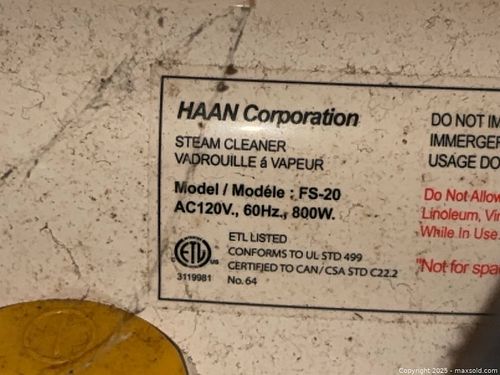 HAAN Corporation
STEAM CLEANER
VADROUILLE á VAPEUR
Model / Modéle : FS-20
AC120V., 60Hz., 800W.
ETL LISTED
CONFORMS TO UL STD 499
CERTIFIED TO CAN / CSA STD C22.2
No. 64
ETL
US
3119981
DO NOT IM
IMMERGER
USAGE DO
Do Not Allow
Linoleum, Vin
While In Use.
"Not for spa
Copyright © 2025 - maxsold.com